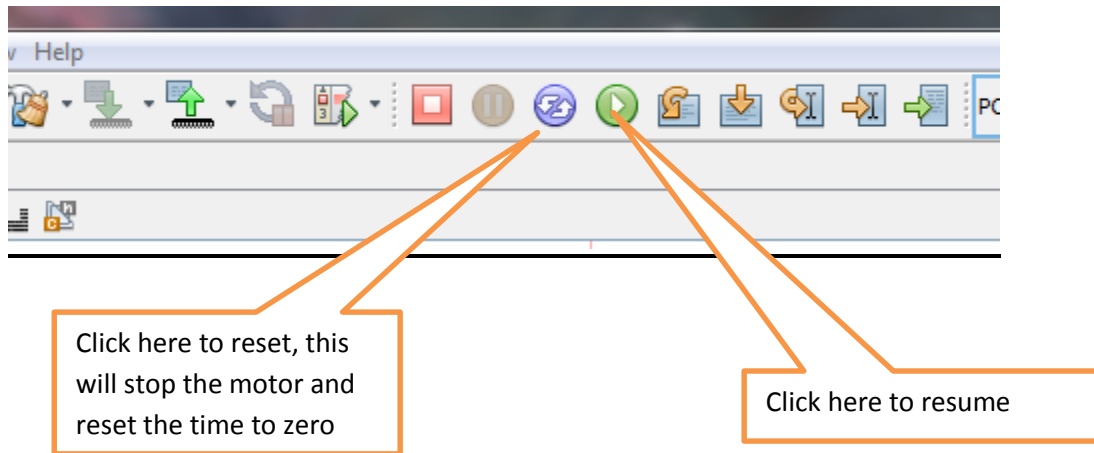 Help
PC
Click here to reset, this
will stop the motor and
reset the time to zero
Click here to resume